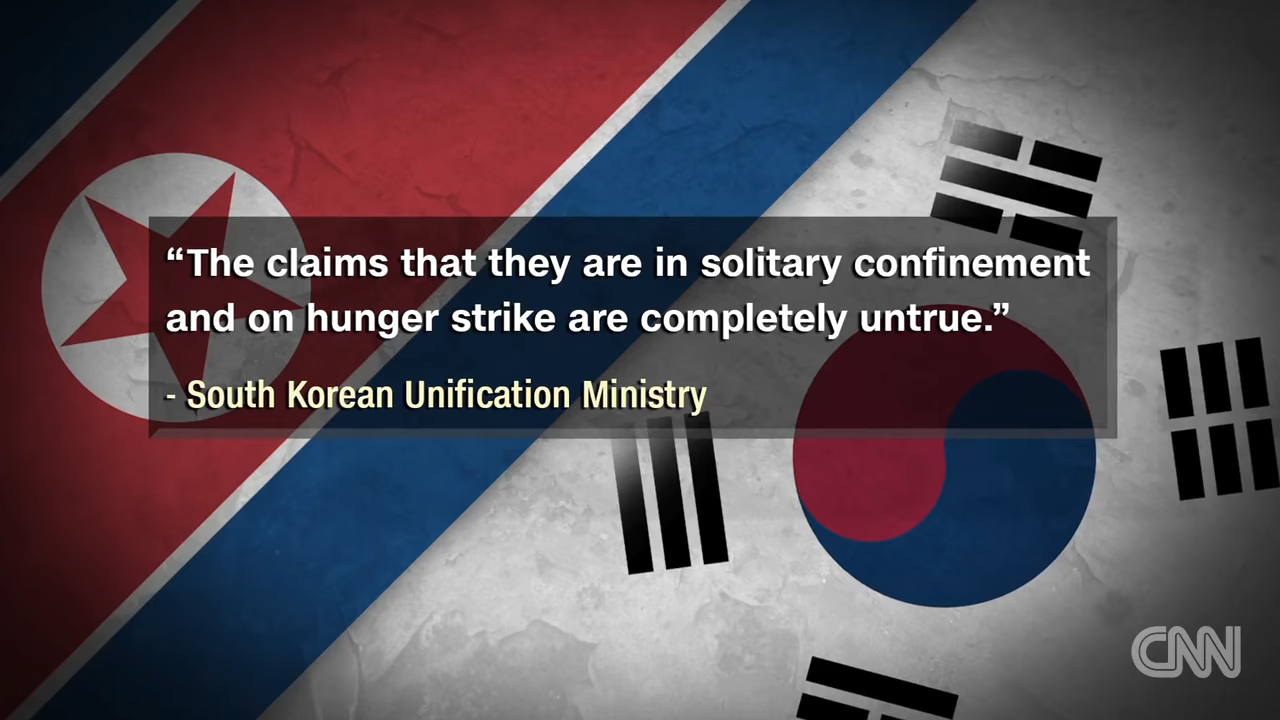 “The claims that they are in solitary confinement
and on hunger strike are completely untrue.”
- South Korean Unification Ministry
CNN